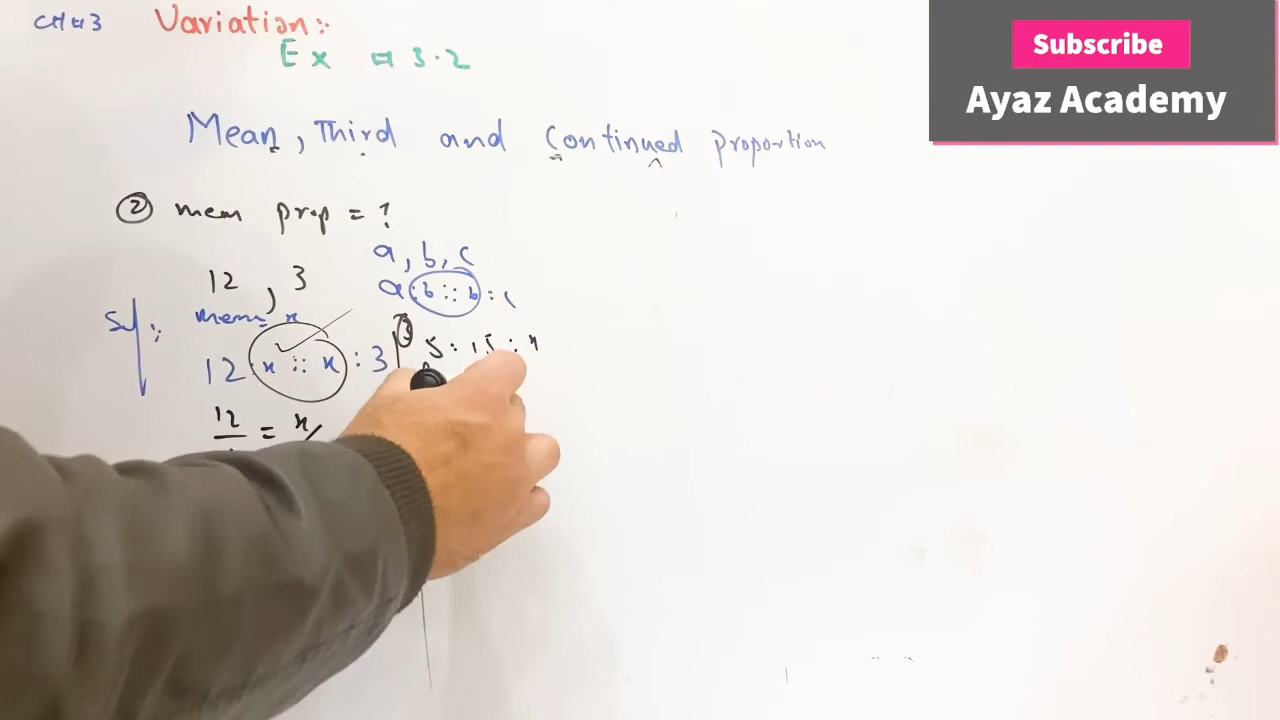 CH # 3 Variation:-
Ex # 3.2
Subscribe
Ayaz Academy
Mean, Third and Continued proportion
② mean prop = ?
a, b, c
12 , 3
a : b :: b : c
Sol:
mean = x
③ 5 : 15 : x
12 : x :: x : 3
12 = x/